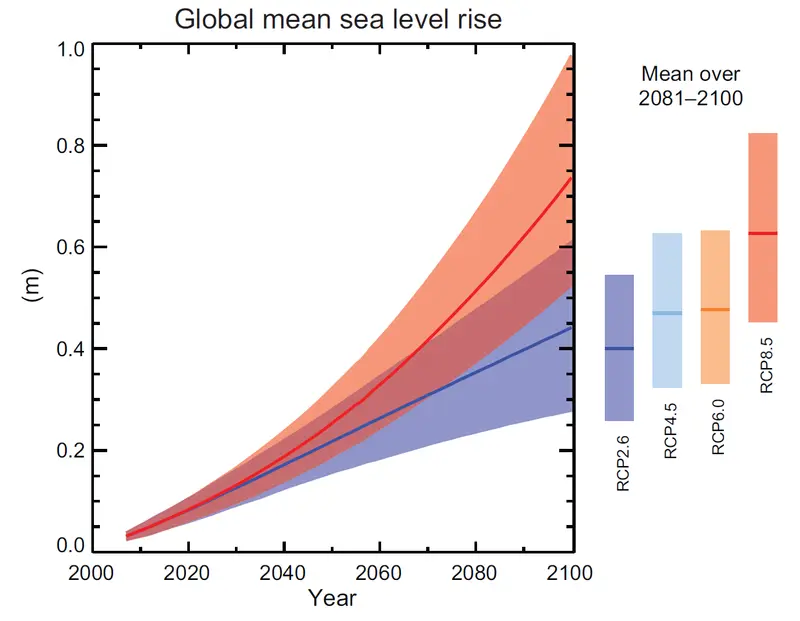 Global mean sea level rise
1.0
0.8
0.6
0.4
0.2
0.0
(m)
2000 2020 2040 2060 2080 2100
Year
Mean over
2081–2100
RCP2.6
RCP4.5
RCP6.0
RCP8.5